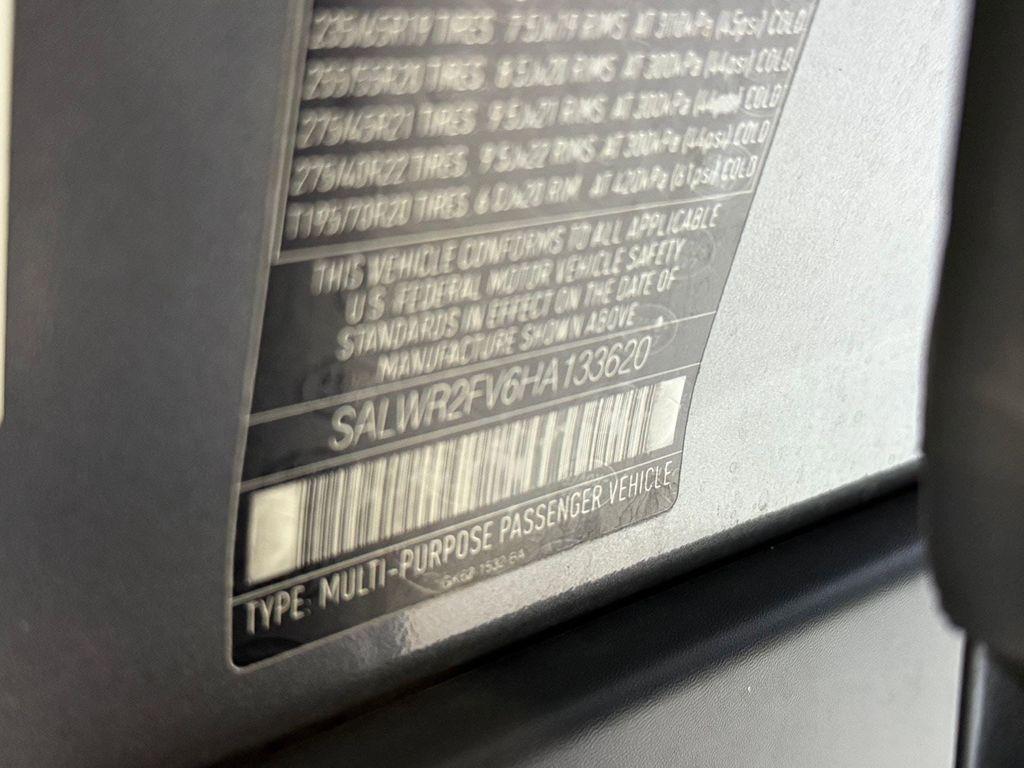 235/65R19 TIRES 7.5Jx19 RIMS AT 310kPa (45psi) COLD
255/55R20 TIRES 8.5Jx20 RIMS AT 300kPa (44psi) COLD
275/45R21 TIRES 9.5Jx21 RIMS AT 300kPa (44psi) COLD
275/40R22 TIRES 9.5Jx22 RIMS AT 300kPa (44psi) COLD
T195/70R20 TIRES 6.0Jx20 RIM AT 420kPa (61psi) COLD
THIS VEHICLE CONFORMS TO ALL APPLICABLE
U S FEDERAL MOTOR VEHICLE SAFETY
STANDARDS IN EFFECT ON THE DATE OF
MANUFACTURE SHOWN ABOVE
SALWR2FV6HA133620
TYPE: MULTI-PURPOSE PASSENGER VEHICLE